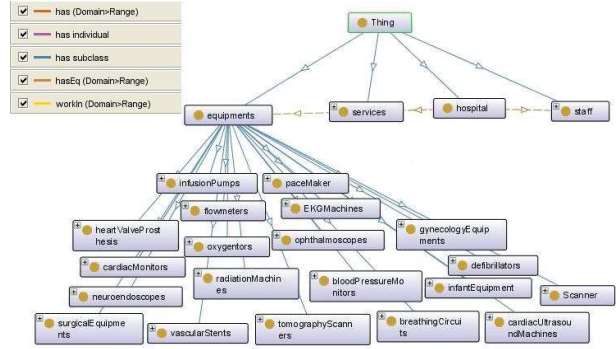 has (Domain>Range)
has individual
has subclass
hasEq (Domain>Range)
workIn (Domain>Range)
Thing
equipments
services
hospital
staff
infusionPumps
paceMaker
flowmeters
EKGMachines
heartValveProst
hesis
gynecologyEquip
ments
oxygentors
ophthalmoscopes
cardiacMonitors
defibrillators
radiationMachin
es
bloodPressureMo
nitors
infantEquipment
neuroendoscopes
Scanner
surgicalEquipme
nts
vascularStents
tomographyScann
ers
breathingCircui
ts
cardiacUltrasou
ndMachines